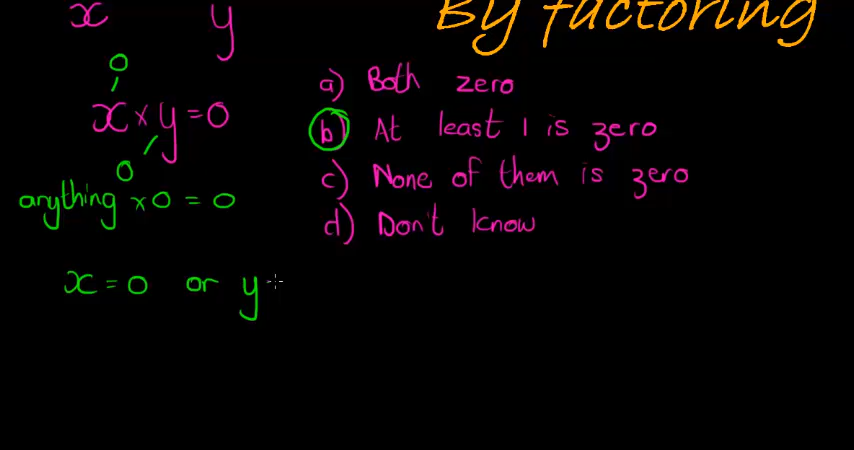 By factoring
x y
0
x × y = 0
0
anything × 0 = 0
a) Both zero
b) At least 1 is zero
c) None of them is zero
d) Don't know
x = 0 or y